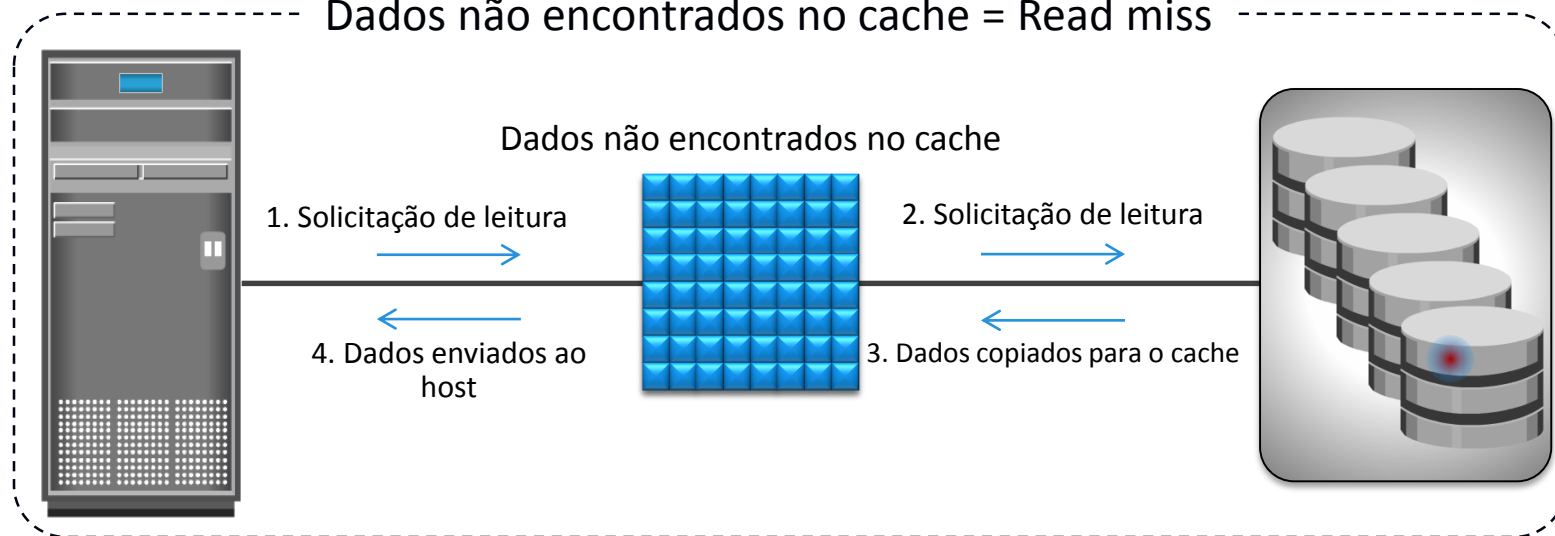 Dados não encontrados no cache = Read miss
Dados não encontrados no cache
1. Solicitação de leitura
2. Solicitação de leitura
4. Dados enviados ao
host
3. Dados copiados para o cache